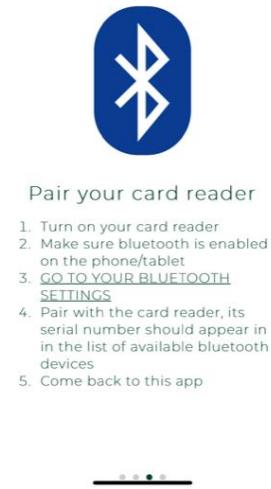 Pair your card reader
1. Turn on your card reader
2. Make sure bluetooth is enabled
on the phone/tablet
3. GO TO YOUR BLUETOOTH
SETTINGS
4. Pair with the card reader, its
serial number should appear in
in the list of available bluetooth
devices
5. Come back to this app